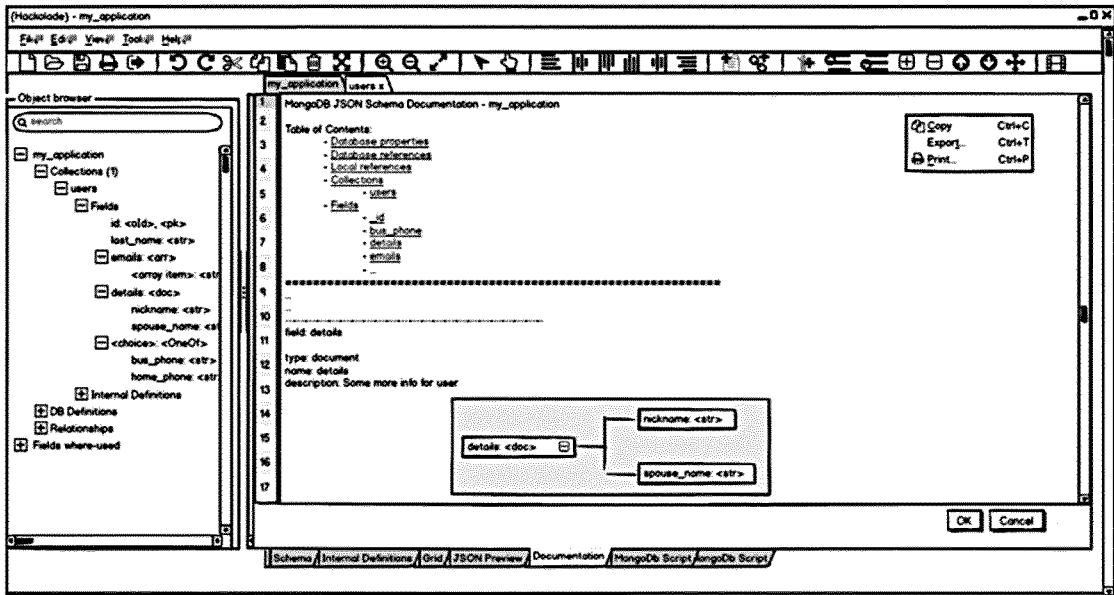 {Hackolade} - my_application
File Edit View Tools Help
my_application users x
Object browser
search
my_application
Collections (1)
users
Fields
id: <oId>, <pk>
last_name: <str>
emails: <arr>
<array item>: <str
details: <doc>
nickname: <str>
spouse_name: <st
<choice>: <OneOf>
bus_phone: <str>
home_phone: <str
Internal Definitions
DB Definitions
Relationships
Fields where-used
1
2
3
4
5
6
7
8
9
10
11
12
13
14
15
16
17
MongoDB JSON Schema Documentation - my_application
Table of Contents:
- Database properties
- Database references
- Local references
- Collections
- users
- Fields
- _id
- bus_phone
- details
- emails
- ...
...
...
field: details
type: document
name: details
description: Some more info for user
nickname: <str>
details: <doc>
spouse_name: <str>
Copy Ctrl+C
Export... Ctrl+T
Print... Ctrl+P
OK Cancel
Schema Internal Definitions Grid JSON Preview Documentation MongoDb Script ongoDb Script